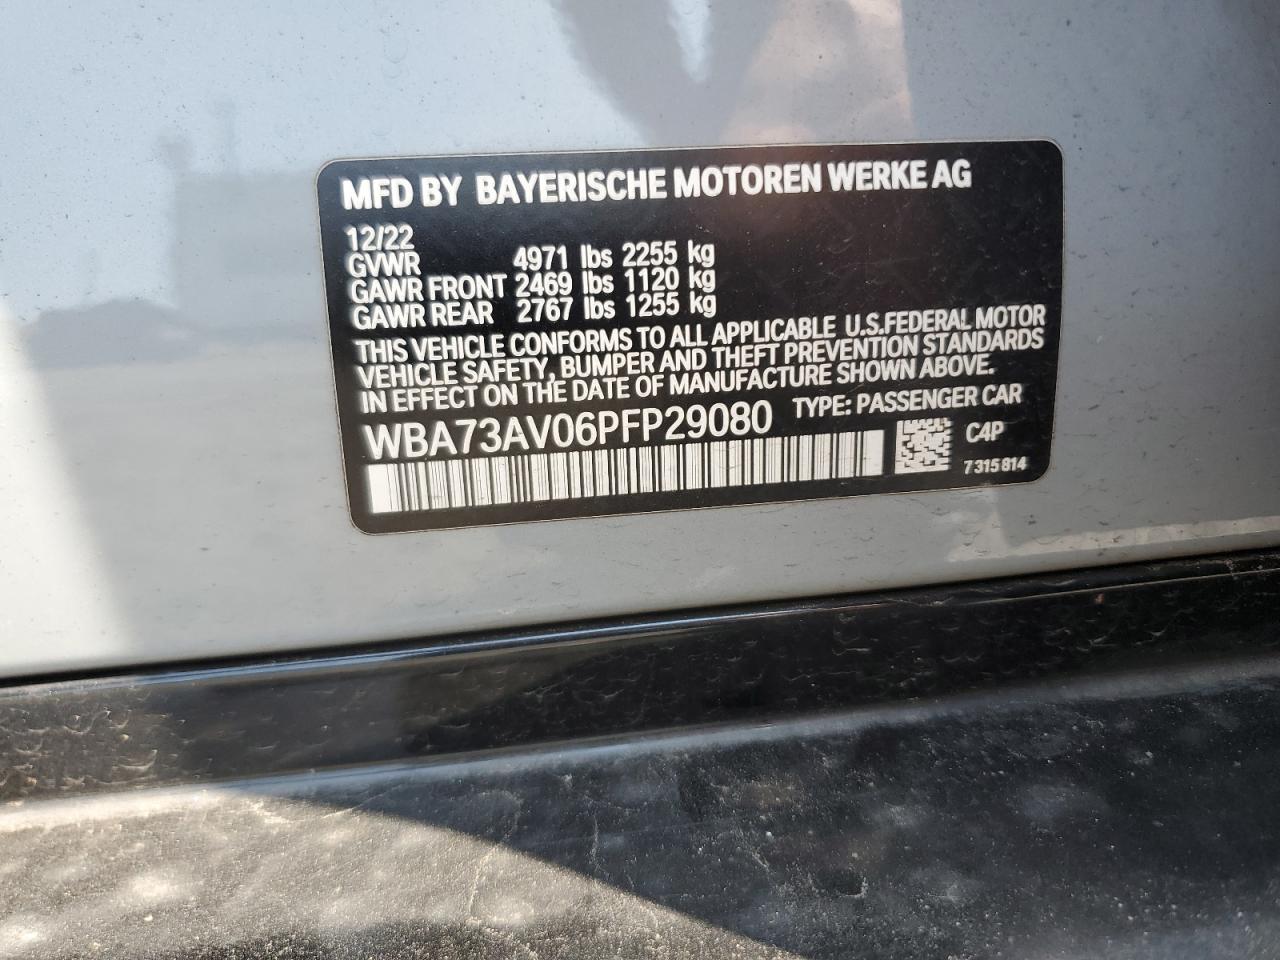 MFD BY BAYERISCHE MOTOREN WERKE AG
12/22
GVWR 4971 lbs 2255 kg
GAWR FRONT 2469 lbs 1120 kg
GAWR REAR 2767 lbs 1255 kg
THIS VEHICLE CONFORMS TO ALL APPLICABLE U.S.FEDERAL MOTOR
VEHICLE SAFETY, BUMPER AND THEFT PREVENTION STANDARDS
IN EFFECT ON THE DATE OF MANUFACTURE SHOWN ABOVE.
WBA73AV06PFP29080 TYPE: PASSENGER CAR
C4P
7 315 814